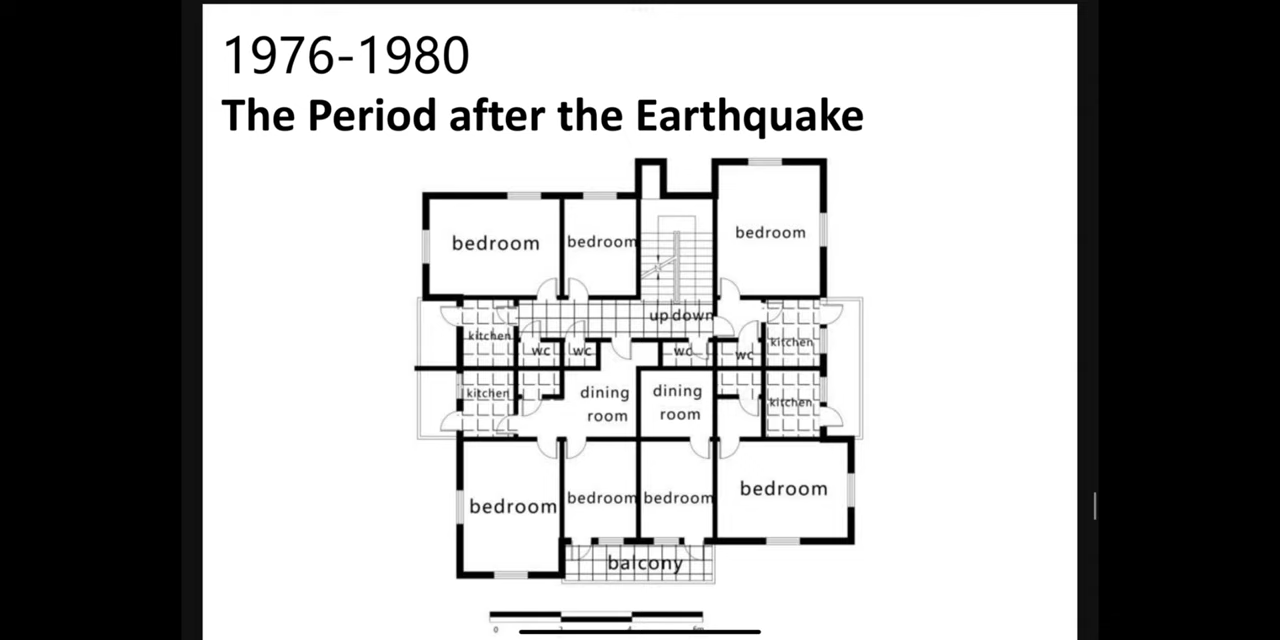 1976-1980
The Period after the Earthquake
bedroom
bedroom
bedroom
up down
kitchen
kitchen
wc
wc
wc
wc
kitchen
dining
room
dining
room
kitchen
bedroom
bedroom
bedroom
bedroom
balcony
0